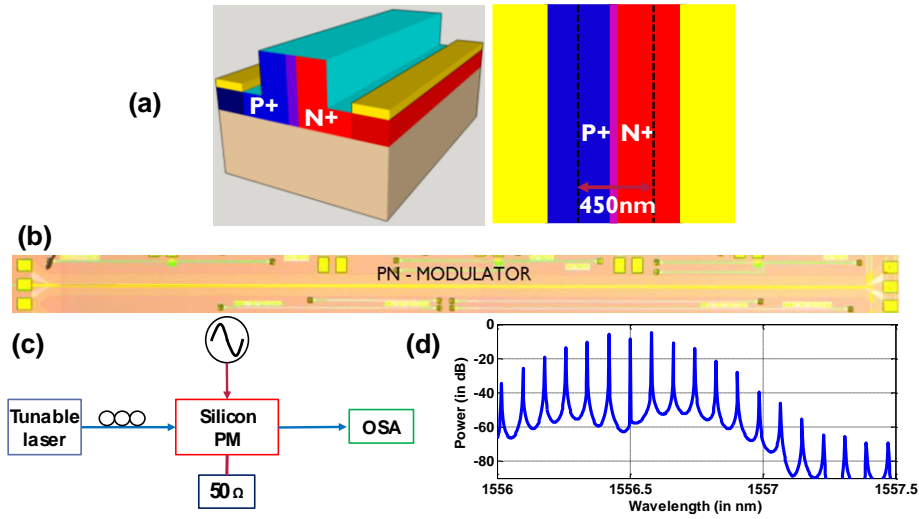 (a)
P+
N+
P+ N+
450nm
(b)
PN - MODULATOR
(c)
Tunable
laser
Silicon
PM
OSA
50Ω
(d)
Power (in dB)
0
-20
-40
-60
-80
1556
1556.5
1557
1557.5
Wavelength (in nm)